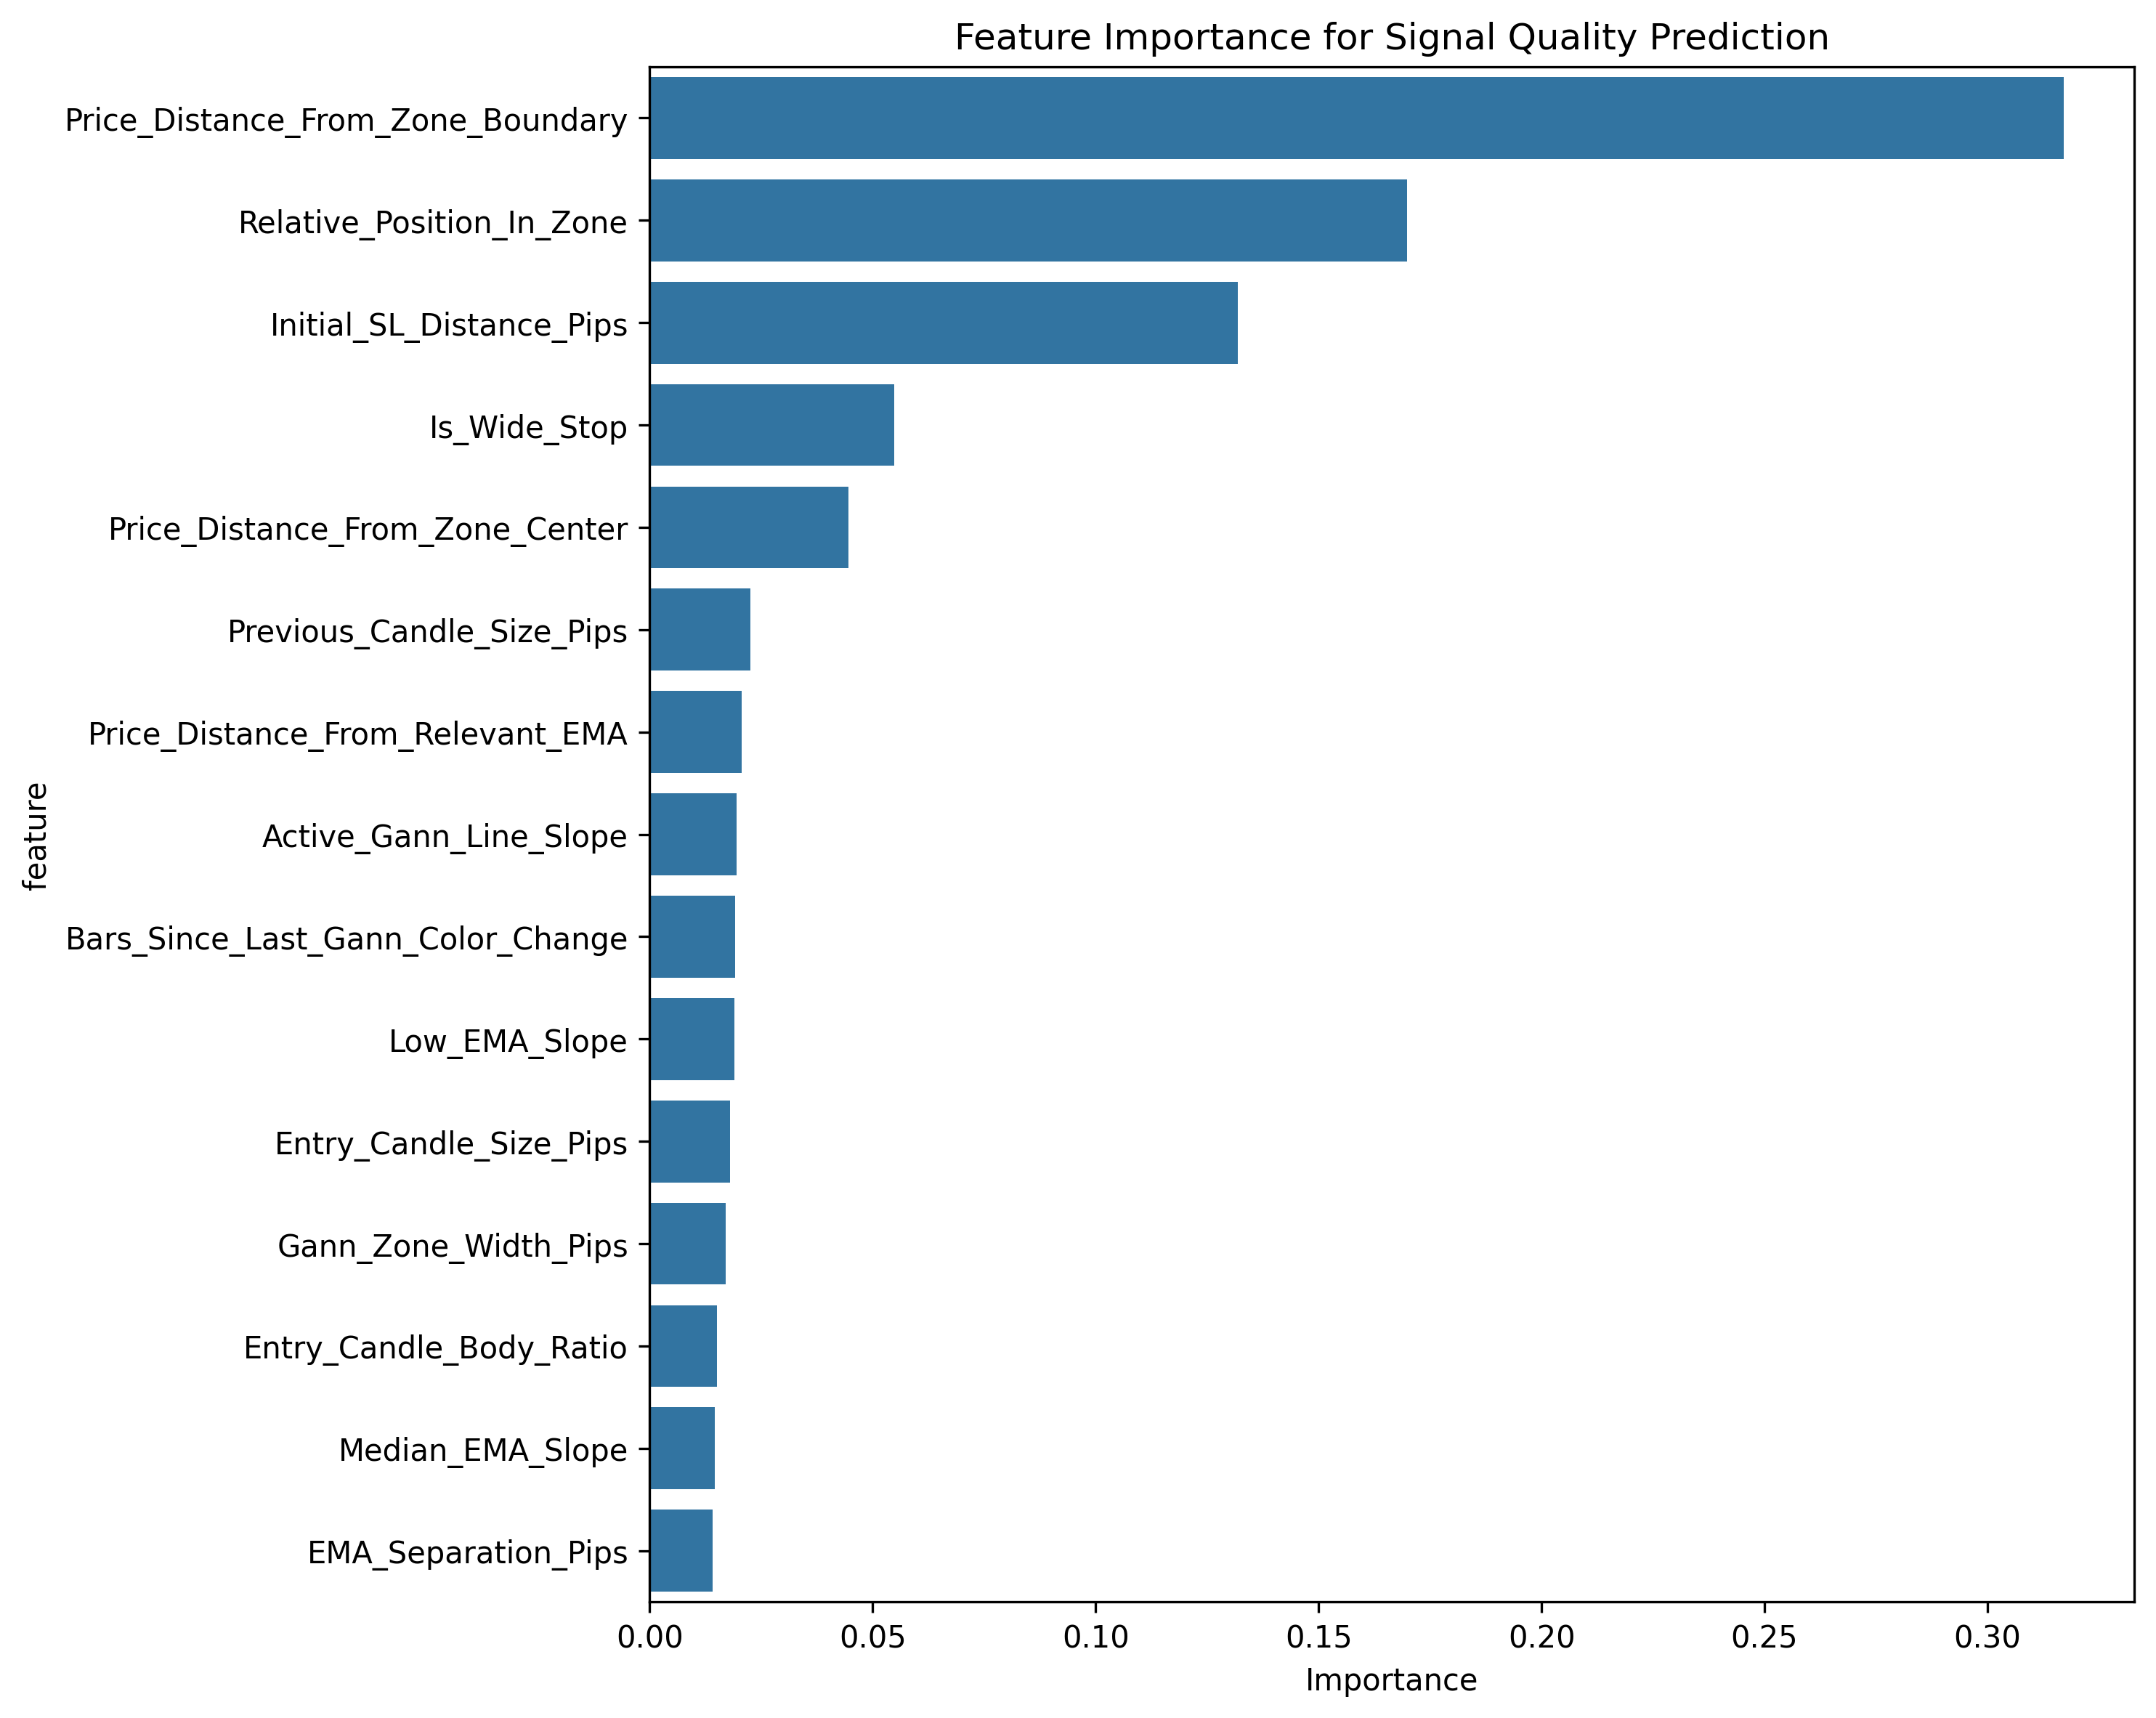 Feature Importance for Signal Quality Prediction
Price_Distance_From_Zone_Boundary
Relative_Position_In_Zone
Initial_SL_Distance_Pips
Is_Wide_Stop
Price_Distance_From_Zone_Center
Previous_Candle_Size_Pips
Price_Distance_From_Relevant_EMA
Active_Gann_Line_Slope
Bars_Since_Last_Gann_Color_Change
Low_EMA_Slope
Entry_Candle_Size_Pips
Gann_Zone_Width_Pips
Entry_Candle_Body_Ratio
Median_EMA_Slope
EMA_Separation_Pips
feature
0.00 0.05 0.10 0.15 0.20 0.25 0.30
Importance